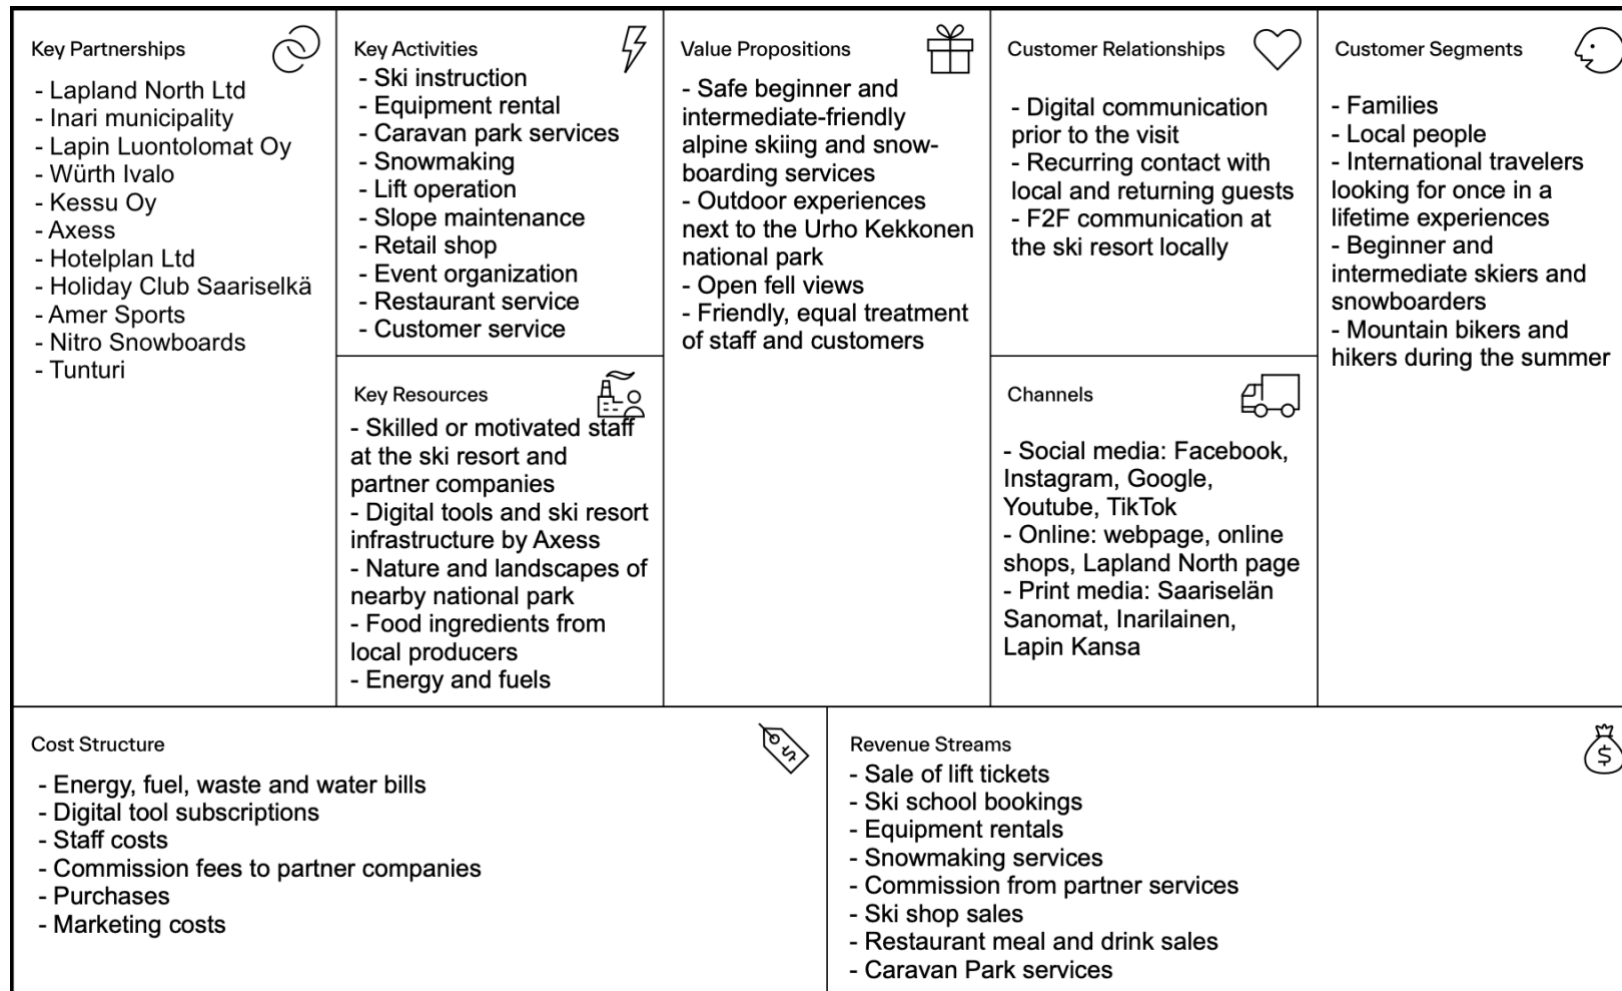 Key Partnerships
- Lapland North Ltd
- Inari municipality
- Lapin Luontolomat Oy
- Würth Ivalo
- Kessu Oy
- Axess
- Hotelplan Ltd
- Holiday Club Saariselkä
- Amer Sports
- Nitro Snowboards
- Tunturi
Key Activities
- Ski instruction
- Equipment rental
- Caravan park services
- Snowmaking
- Lift operation
- Slope maintenance
- Retail shop
- Event organization
- Restaurant service
- Customer service
Key Resources
- Skilled or motivated staff
at the ski resort and
partner companies
- Digital tools and ski resort
infrastructure by Axess
- Nature and landscapes of
nearby national park
- Food ingredients from
local producers
- Energy and fuels
Value Propositions
- Safe beginner and
intermediate-friendly
alpine skiing and snow-
boarding services
- Outdoor experiences
next to the Urho Kekkonen
national park
- Open fell views
- Friendly, equal treatment
of staff and customers
Customer Relationships
- Digital communication
prior to the visit
- Recurring contact with
local and returning guests
- F2F communication at
the ski resort locally
Channels
- Social media: Facebook,
Instagram, Google,
Youtube, TikTok
- Online: webpage, online
shops, Lapland North page
- Print media: Saariselän
Sanomat, Inarilainen,
Lapin Kansa
Customer Segments
- Families
- Local people
- International travelers
looking for once in a
lifetime experiences
- Beginner and
intermediate skiers and
snowboarders
- Mountain bikers and
hikers during the summer
Cost Structure
- Energy, fuel, waste and water bills
- Digital tool subscriptions
- Staff costs
- Commission fees to partner companies
- Purchases
- Marketing costs
Revenue Streams
- Sale of lift tickets
- Ski school bookings
- Equipment rentals
- Snowmaking services
- Commission from partner services
- Ski shop sales
- Restaurant meal and drink sales
- Caravan Park services